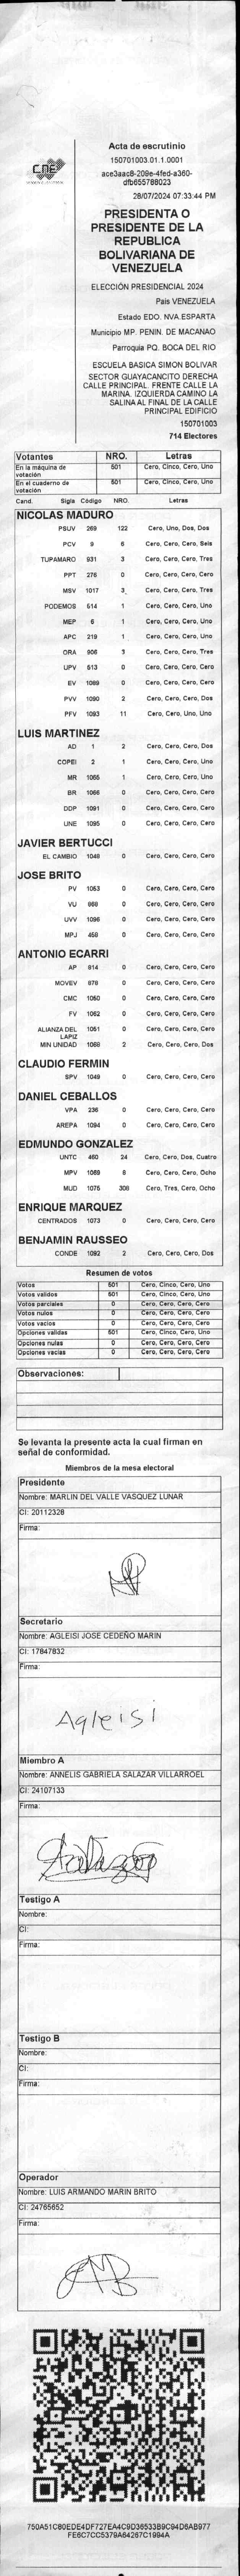 Acta de escrutinio
150701003.01.1.0001
ace3aac8-209e-4fed-a360-
dfb655788023
28/07/2024 07:33:44 PM
CNE
PRESIDENTA O
PRESIDENTE DE LA
REPUBLICA
BOLIVARIANA DE
VENEZUELA
ELECCIÓN PRESIDENCIAL 2024
Pais VENEZUELA
Estado EDO. NVA.ESPARTA
Municipio MP. PENIN. DE MACANAO
Parroquia PQ. BOCA DEL RIO
ESCUELA BASICA SIMON BOLIVAR
SECTOR GUAYACANCITO DERECHA
CALLE PRINCIPAL. FRENTE CALLE LA
MARINA. IZQUIERDA CAMINO LA
SALINA AL FINAL DE LA CALLE
PRINCIPAL EDIFICIO
150701003
714 Electores
Votantes NRO. Letras
En la máquina de votación 501 Cero, Cinco, Cero, Uno
En el cuaderno de votación 501 Cero, Cinco, Cero, Uno
Cand. Sigla Código NRO. Letras
NICOLAS MADURO
PSUV 269 122 Cero, Uno, Dos, Dos
PCV 9 6 Cero, Cero, Cero, Seis
TUPAMARO 931 3 Cero, Cero, Cero, Tres
PPT 276 0 Cero, Cero, Cero, Cero
MSV 1017 3 Cero, Cero, Cero, Tres
PODEMOS 514 1 Cero, Cero, Cero, Uno
MEP 6 1 Cero, Cero, Cero, Uno
APC 219 1 Cero, Cero, Cero, Uno
ORA 906 3 Cero, Cero, Cero, Tres
UPV 513 0 Cero, Cero, Cero, Cero
EV 1089 0 Cero, Cero, Cero, Cero
PVV 1090 2 Cero, Cero, Cero, Dos
PFV 1093 11 Cero, Cero, Uno, Uno
LUIS MARTINEZ
AD 1 2 Cero, Cero, Cero, Dos
COPEI 2 1 Cero, Cero, Cero, Uno
MR 1065 1 Cero, Cero, Cero, Uno
BR 1066 0 Cero, Cero, Cero, Cero
DDP 1091 0 Cero, Cero, Cero, Cero
UNE 1095 0 Cero, Cero, Cero, Cero
JAVIER BERTUCCI
EL CAMBIO 1048 0 Cero, Cero, Cero, Cero
JOSE BRITO
PV 1053 0 Cero, Cero, Cero, Cero
VU 868 0 Cero, Cero, Cero, Cero
UVV 1096 0 Cero, Cero, Cero, Cero
MPJ 458 0 Cero, Cero, Cero, Cero
ANTONIO ECARRI
AP 814 0 Cero, Cero, Cero, Cero
MOVEV 878 0 Cero, Cero, Cero, Cero
CMC 1050 0 Cero, Cero, Cero, Cero
FV 1062 0 Cero, Cero, Cero, Cero
ALIANZA DEL LAPIZ 1051 0 Cero, Cero, Cero, Cero
MIN UNIDAD 1088 2 Cero, Cero, Cero, Dos
CLAUDIO FERMIN
SPV 1049 0 Cero, Cero, Cero, Cero
DANIEL CEBALLOS
VPA 236 0 Cero, Cero, Cero, Cero
AREPA 1094 0 Cero, Cero, Cero, Cero
EDMUNDO GONZALEZ
UNTC 460 24 Cero, Cero, Dos, Cuatro
MPV 1069 8 Cero, Cero, Cero, Ocho
MUD 1075 308 Cero, Tres, Cero, Ocho
ENRIQUE MARQUEZ
CENTRADOS 1073 0 Cero, Cero, Cero, Cero
BENJAMIN RAUSSEO
CONDE 1092 2 Cero, Cero, Cero, Dos
Resumen de votos
Votos 501 Cero, Cinco, Cero, Uno
Votos validos 501 Cero, Cinco, Cero, Uno
Votos parciales 0 Cero, Cero, Cero, Cero
Votos nulos 0 Cero, Cero, Cero, Cero
Votos vacios 0 Cero, Cero, Cero, Cero
Opciones validas 501 Cero, Cinco, Cero, Uno
Opciones nulas 0 Cero, Cero, Cero, Cero
Opciones vacias 0 Cero, Cero, Cero, Cero
Observaciones:
Se levanta la presente acta la cual firman en
señal de conformidad.
Miembros de la mesa electoral
Presidente
Nombre: MARLIN DEL VALLE VASQUEZ LUNAR
CI: 20112328
Firma:
Secretario
Nombre: AGLEISI JOSE CEDEÑO MARIN
CI: 17847832
Firma:
Agleisi
Miembro A
Nombre: ANNELIS GABRIELA SALAZAR VILLARROEL
CI: 24107133
Firma:
Testigo A
Nombre:
CI:
Firma:
Testigo B
Nombre:
CI:
Firma:
Operador
Nombre: LUIS ARMANDO MARIN BRITO
CI: 24765652
Firma:
750A51C80EDE4DF727EA4C9D36533B9C94D6AB977
FE6C7CC5379A64267C1994A